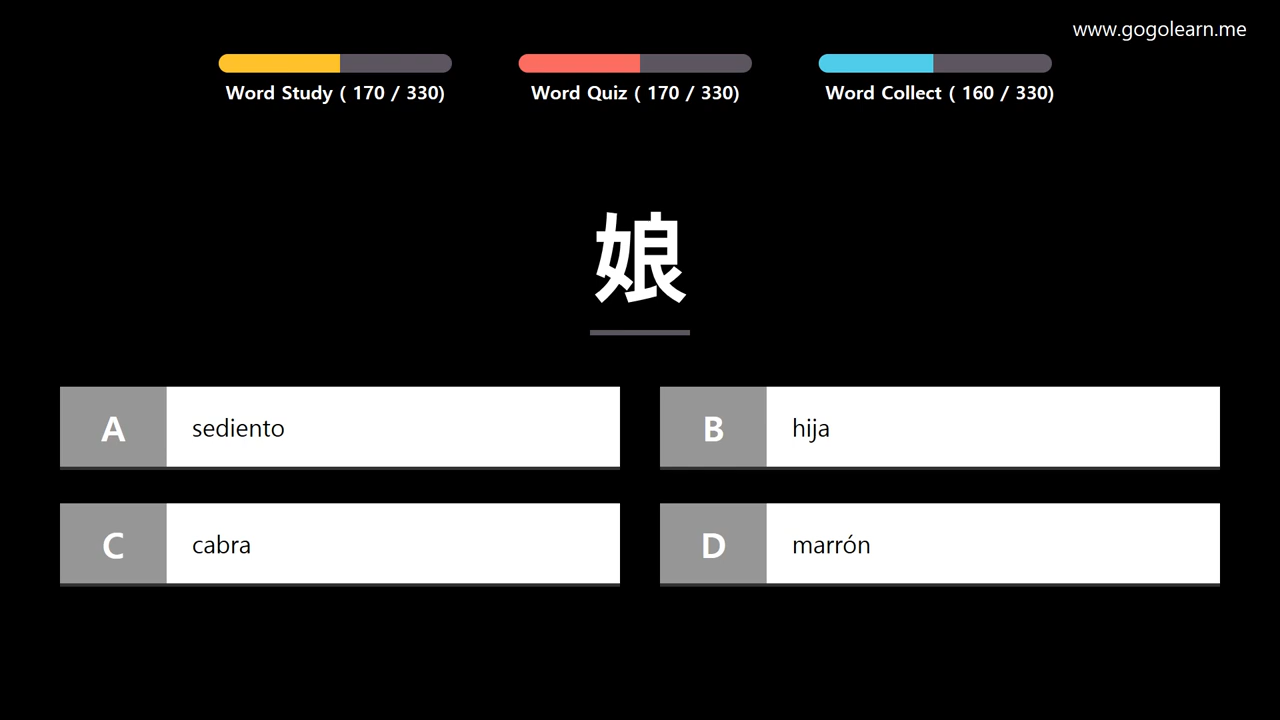 www.gogolearn.me
Word Study ( 170 / 330)
Word Quiz ( 170 / 330)
Word Collect ( 160 / 330)
娘
A sediento
B hija
C cabra
D marrón